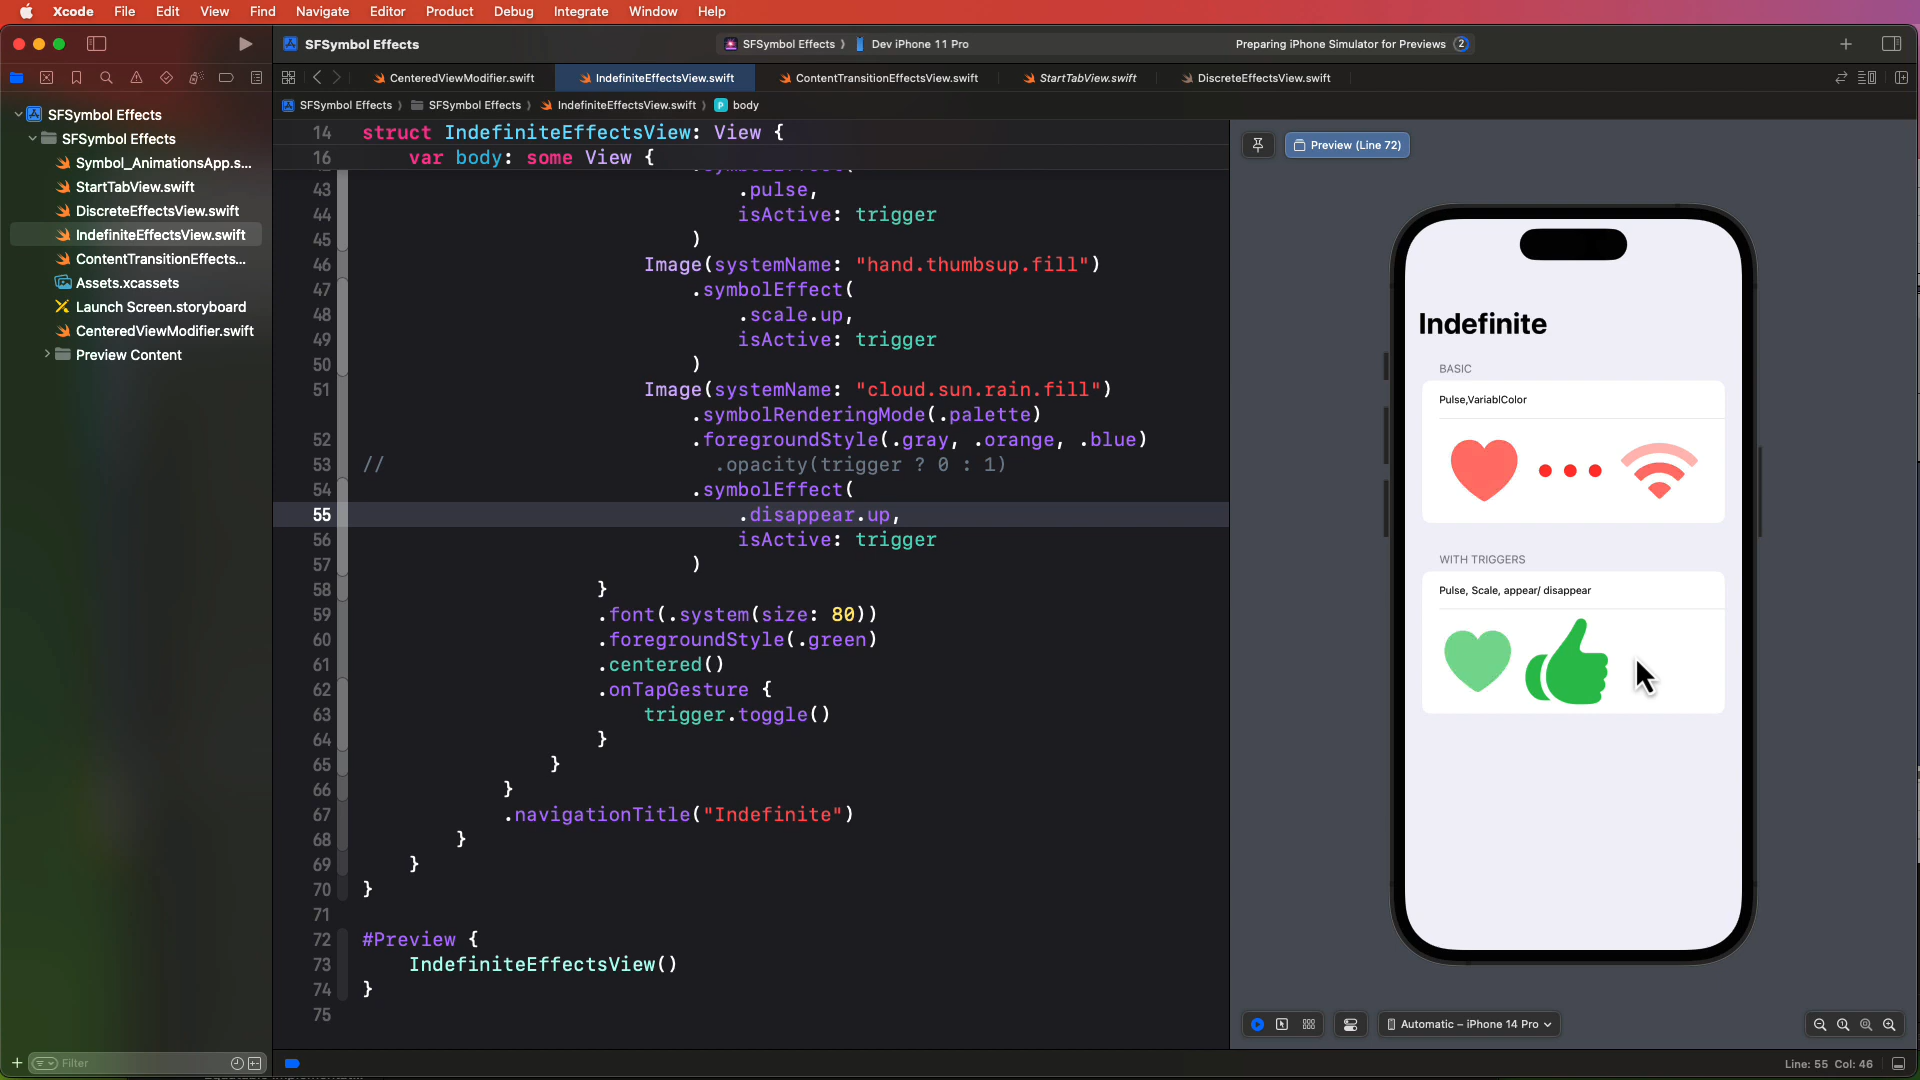 Xcode File Edit View Find Navigate Editor Product Debug Integrate Window Help
SFSymbol Effects
SFSymbol Effects 〉 Dev iPhone 11 Pro
Preparing iPhone Simulator for Previews 2
CenteredViewModifier.swift
IndefiniteEffectsView.swift
ContentTransitionEffectsView.swift
StartTabView.swift
DiscreteEffectsView.swift
SFSymbol Effects 〉 SFSymbol Effects 〉 IndefiniteEffectsView.swift 〉 P body
SFSymbol Effects
SFSymbol Effects
Symbol_AnimationsApp.s...
StartTabView.swift
DiscreteEffectsView.swift
IndefiniteEffectsView.swift
ContentTransitionEffects...
Assets.xcassets
Launch Screen.storyboard
CenteredViewModifier.swift
Preview Content
Filter
14 struct IndefiniteEffectsView: View {
16 var body: some View {
43 .pulse,
44 isActive: trigger
45 )
46 Image(systemName: "hand.thumbsup.fill")
47 .symbolEffect(
48 .scale.up,
49 isActive: trigger
50 )
51 Image(systemName: "cloud.sun.rain.fill")
.symbolRenderingMode(.palette)
52 .foregroundStyle(.gray, .orange, .blue)
53 // .opacity(trigger ? 0 : 1)
54 .symbolEffect(
55 .disappear.up,
56 isActive: trigger
57 )
58 }
59 .font(.system(size: 80))
60 .foregroundStyle(.green)
61 .centered()
62 .onTapGesture {
63 trigger.toggle()
64 }
65 }
66 }
67 .navigationTitle("Indefinite")
68 }
69 }
70 }
71
72 #Preview {
73 IndefiniteEffectsView()
74 }
75
Preview (Line 72)
Indefinite
BASIC
Pulse,VariablColor
WITH TRIGGERS
Pulse, Scale, appear/ disappear
Automatic – iPhone 14 Pro
Line: 55 Col: 46